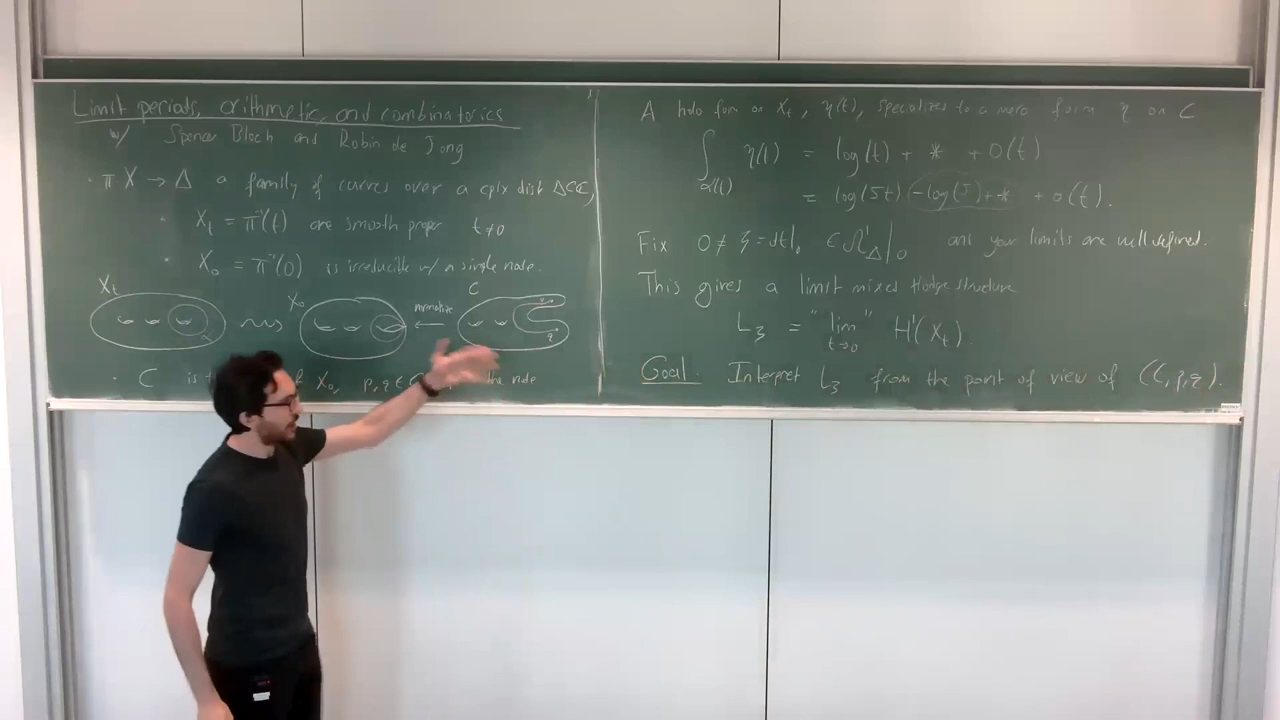 Limit periods, arithmetic, and combinatorics
w/ Spencer Bloch and Robin de Jong
· π X → Δ a family of curves over a cplx disk Δ⊂ℂ,
· X_t = π⁻¹(t) are smooth proper t≠0
· X_0 = π⁻¹(0) is irreducible w/ a single node.
X_t X_0 normalize C
p
q
· C is X_0, p,q ∈ the node
A holo form on X_t, η(t), specializes to a mero form η on C
∫_{α(t)} η(t) = log(t) + * + O(t)
= log(5t) -log(5)+* + O(t).
Fix 0 ≠ ξ = dt|_0 ∈ Ω¹_Δ|_0 and your limits are well defined.
This gives a limit mixed Hodge structure
L_ξ = "lim_{t→0}" H¹(X_t).
Goal. Interpret L_ξ from the point of view of (C,p,q).